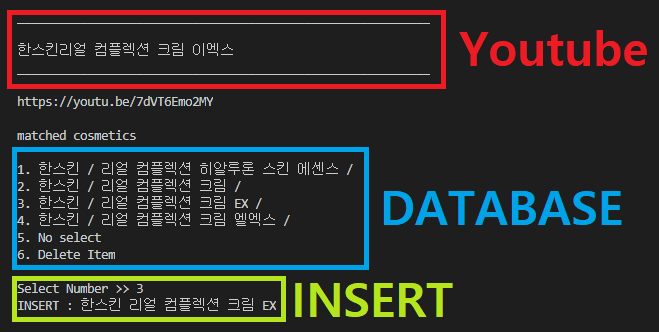 한스킨리얼 컴플렉션 크림 이엑스
Youtube
https://youtu.be/7dVT6Emo2MY
matched cosmetics
1. 한스킨 / 리얼 컴플렉션 히알루론 스킨 에센스 /
2. 한스킨 / 리얼 컴플렉션 크림 /
3. 한스킨 / 리얼 컴플렉션 크림 EX /
4. 한스킨 / 리얼 컴플렉션 크림 엘엑스 /
5. No select
6. Delete Item
DATABASE
Select Number >> 3
INSERT : 한스킨 리얼 컴플렉션 크림 EX
INSERT